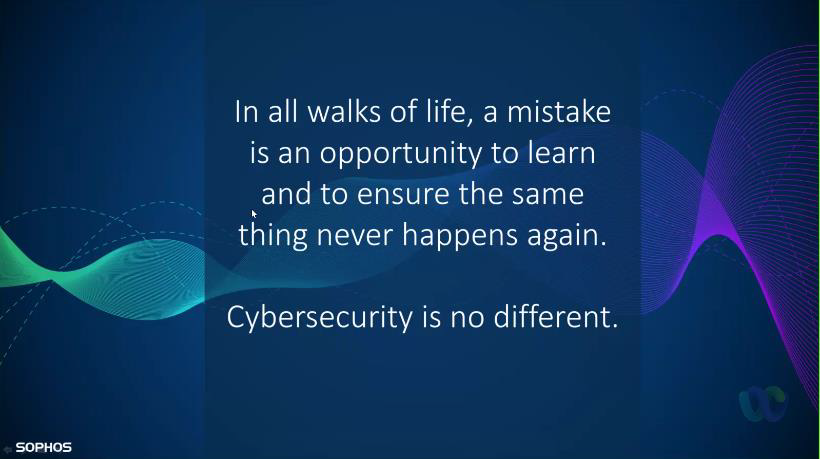 In all walks of life, a mistake
is an opportunity to learn
and to ensure the same
thing never happens again.
Cybersecurity is no different.
SOPHOS